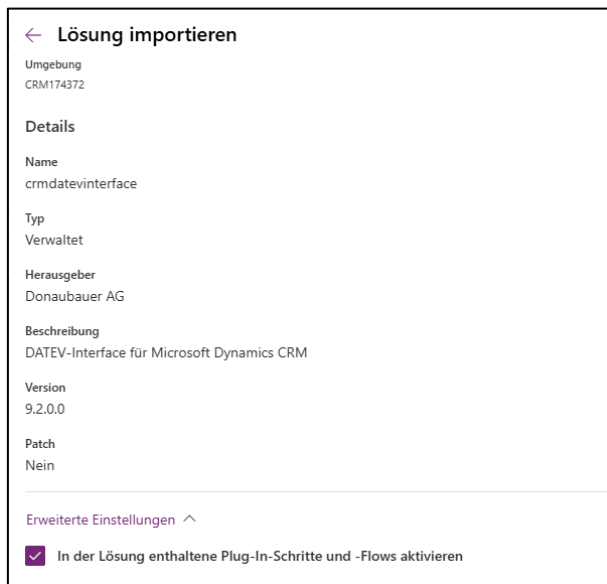 Lösung importieren
Umgebung
CRM174372
Details
Name
crmdatevinterface
Typ
Verwaltet
Herausgeber
Donaubauer AG
Beschreibung
DATEV-Interface für Microsoft Dynamics CRM
Version
9.2.0.0
Patch
Nein
Erweiterte Einstellungen
In der Lösung enthaltene Plug-In-Schritte und -Flows aktivieren